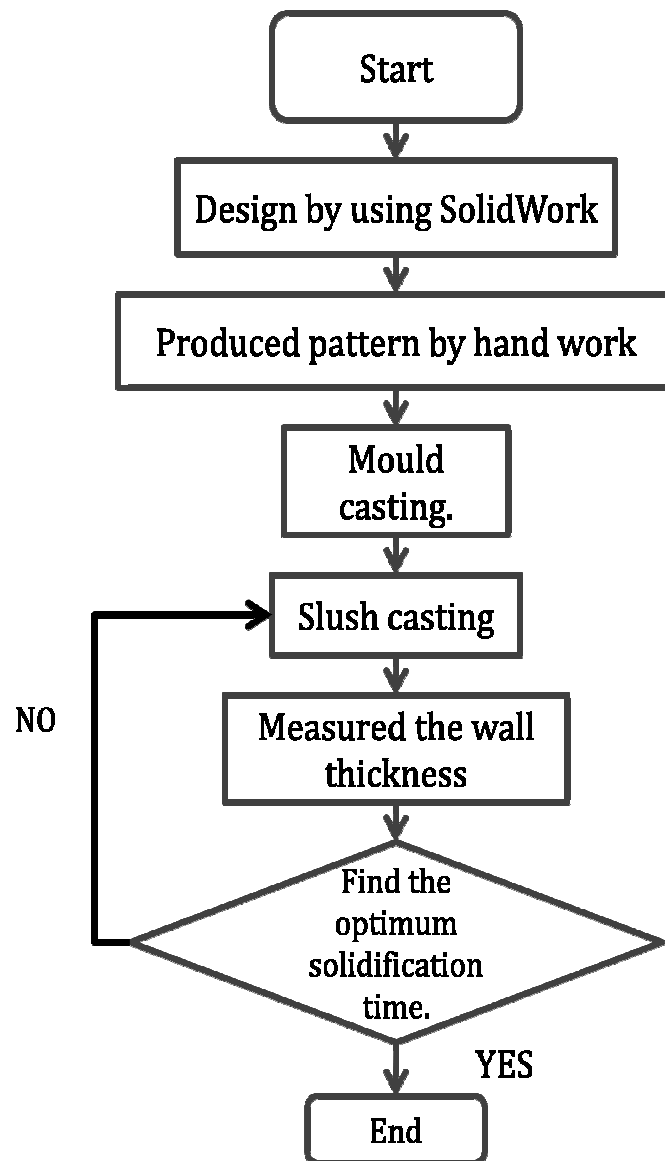 Start
Design by using SolidWork
Produced pattern by hand work
Mould
casting.
Slush casting
NO
Measured the wall
thickness
Find the
optimum
solidification
time.
YES
End